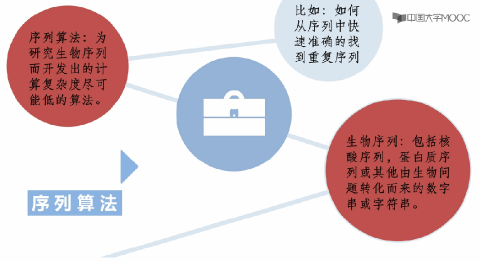 序列算法：为
研究生物序列
而开发出的计
算复杂度尽可
能低的算法。
比如：如何
从序列中快
速准确的找
到重复序列
中国大学MOOC
生物序列：包括核
酸序列，蛋白质序
列或其他由生物问
题转化而来的数字
串或字符串。
序列算法